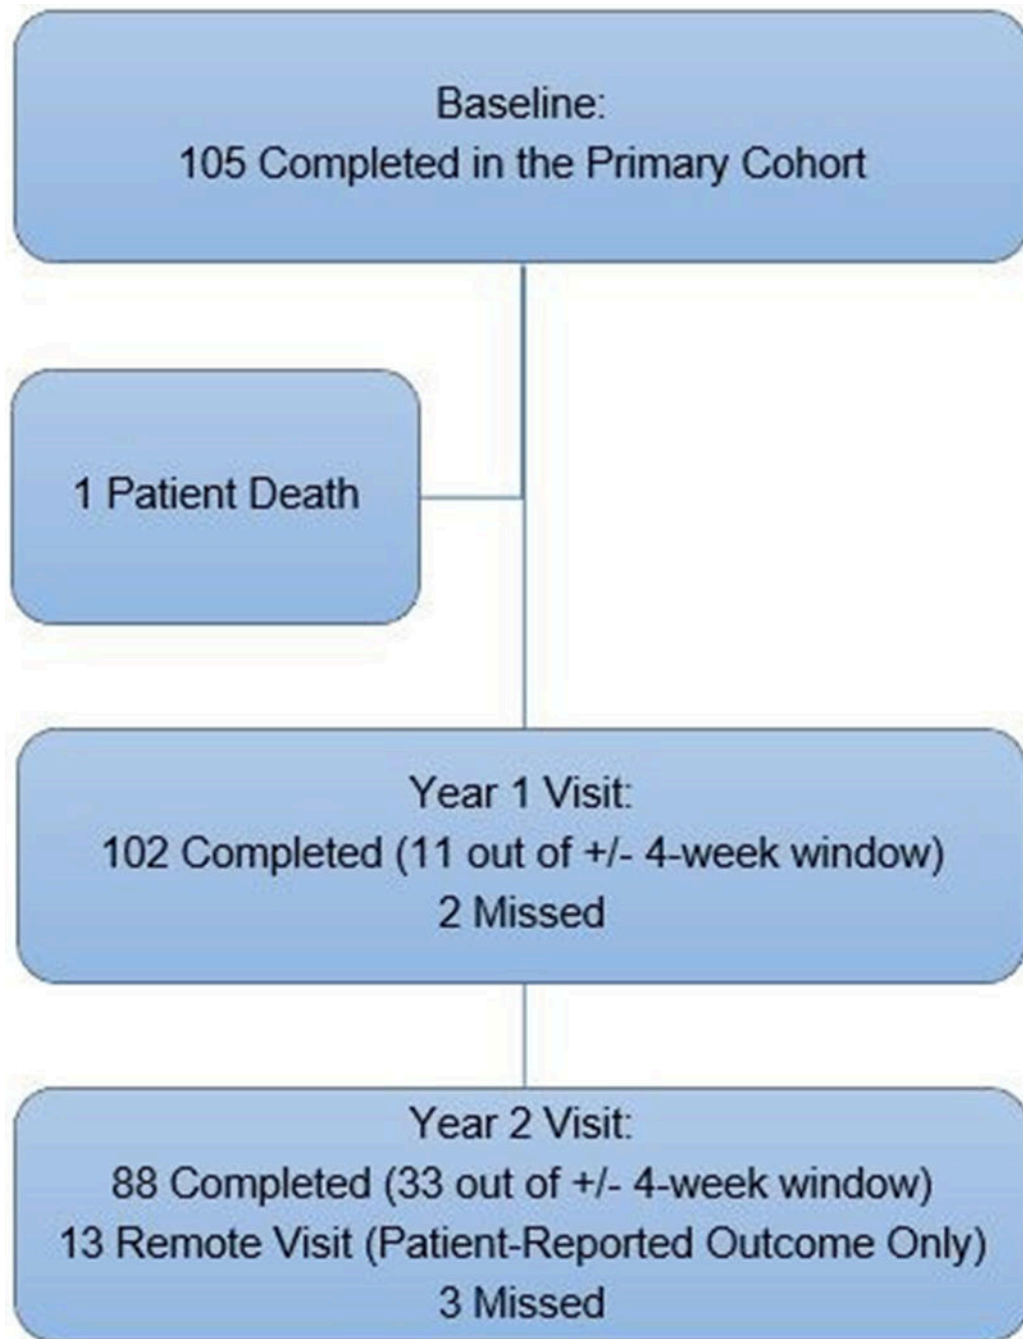 Baseline:
105 Completed in the Primary Cohort
1 Patient Death
Year 1 Visit:
102 Completed (11 out of +/- 4-week window)
2 Missed
Year 2 Visit:
88 Completed (33 out of +/- 4-week window)
13 Remote Visit (Patient-Reported Outcome Only)
3 Missed